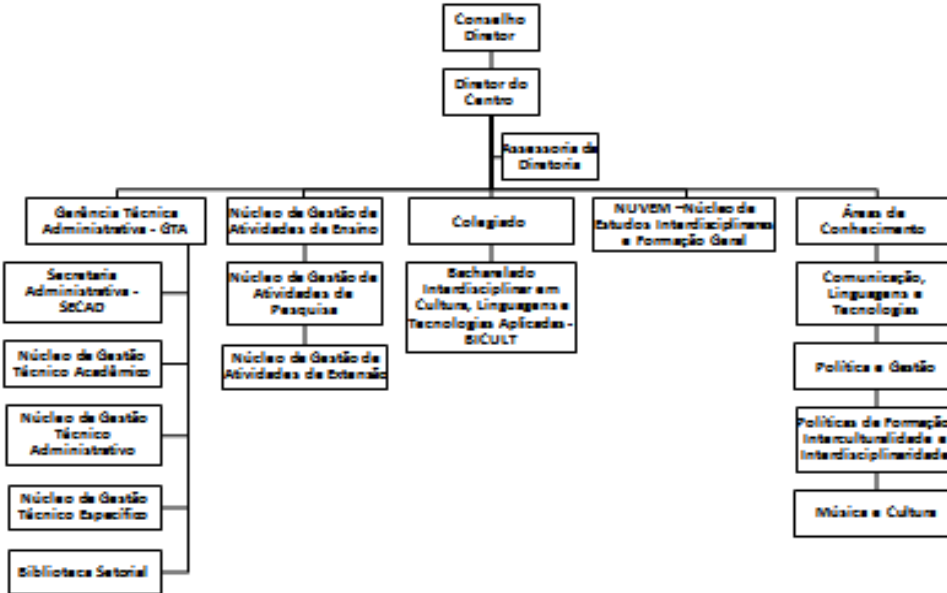 Conselho
Diretor
Diretor do
Centro
Assessoria de
Diretoria
Gerência Técnica
Administrativa - GTA
Núcleo de Gestão de
Atividades de Ensino
Colegiado
NUVEM –Núcleo de
Estudos Interdisciplinares
e Formação Geral
Áreas de
Conhecimento
Secretaria
Administrativa -
SECAD
Núcleo de Gestão de
Atividades de
Pesquisa
Bacharelado
Interdisciplinar em
Cultura, Linguagens e
Tecnologias Aplicadas -
BICULT
Comunicação,
Linguagens e
Tecnologias
Núcleo de Gestão
Técnico Acadêmico
Núcleo de Gestão de
Atividades de Extensão
Política e Gestão
Núcleo de Gestão
Técnico
Administrativo
Políticas de Formação
Interculturalidade e
Interdisciplinaridade
Núcleo de Gestão
Técnico Específico
Música e Cultura
Biblioteca Setorial